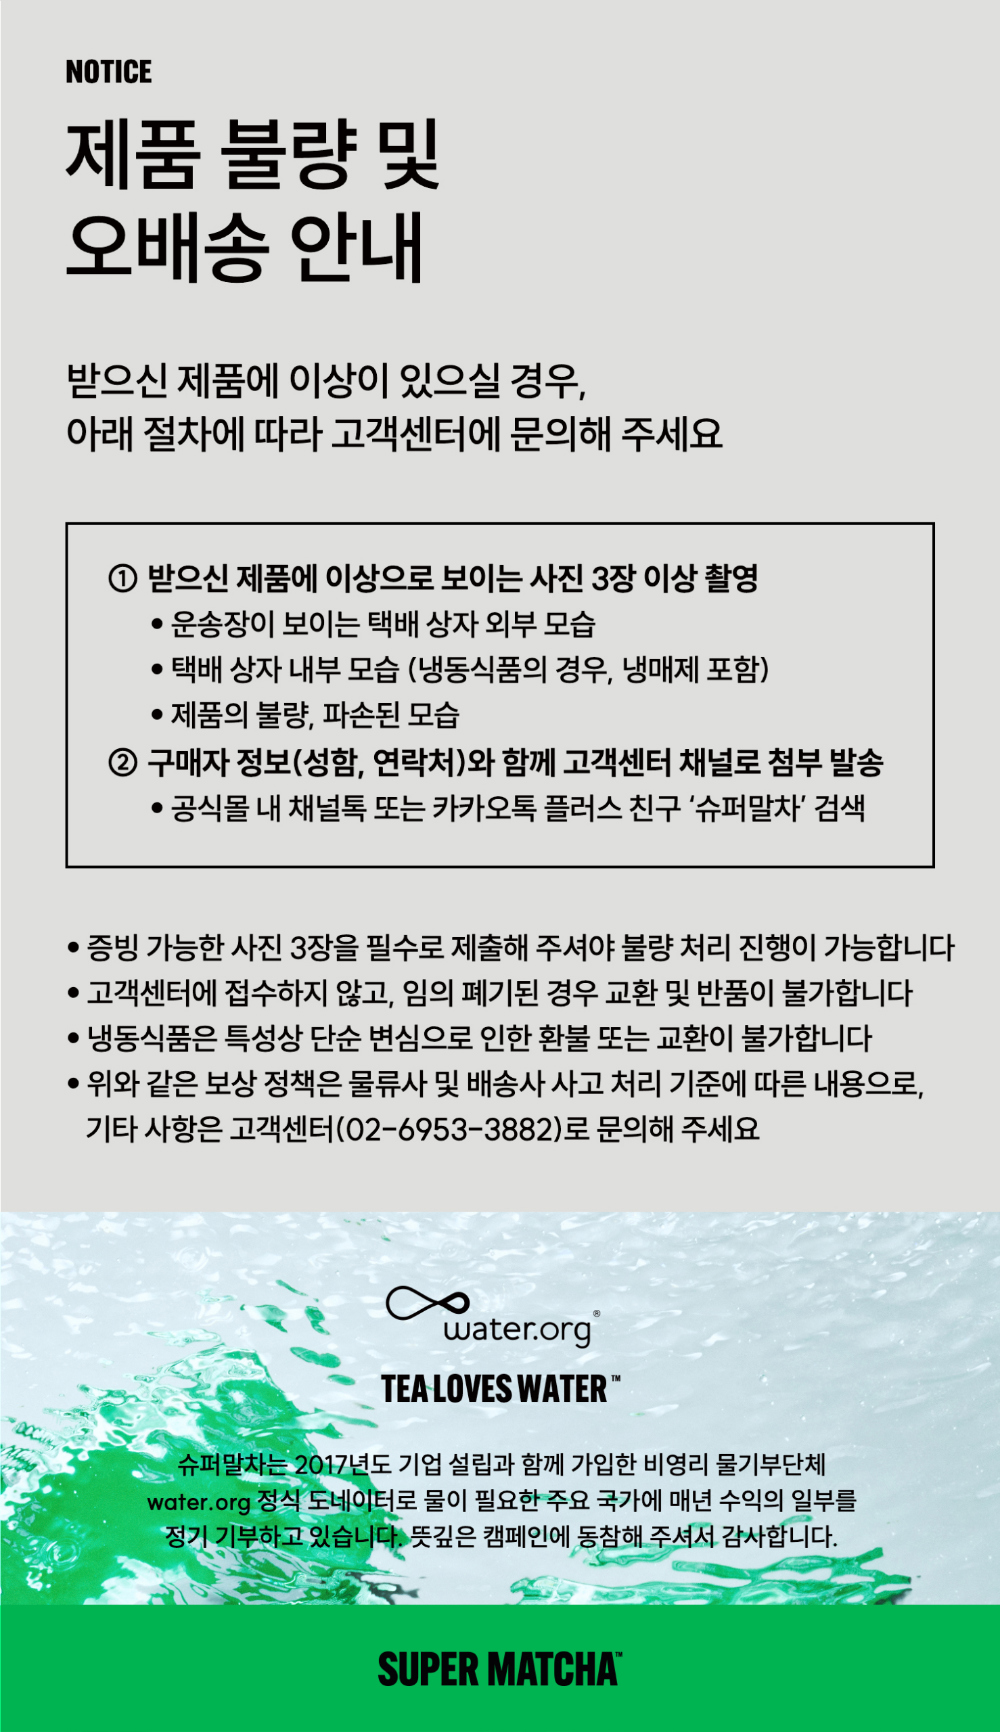 NOTICE
제품 불량 및
오배송 안내
받으신 제품에 이상이 있으실 경우,
아래 절차에 따라 고객센터에 문의해 주세요
① 받으신 제품에 이상으로 보이는 사진 3장 이상 촬영
• 운송장이 보이는 택배 상자 외부 모습
• 택배 상자 내부 모습 (냉동식품의 경우, 냉매제 포함)
• 제품의 불량, 파손된 모습
② 구매자 정보(성함, 연락처)와 함께 고객센터 채널로 첨부 발송
• 공식몰 내 채널톡 또는 카카오톡 플러스 친구 ‘슈퍼말차’ 검색
• 증빙 가능한 사진 3장을 필수로 제출해 주셔야 불량 처리 진행이 가능합니다
• 고객센터에 접수하지 않고, 임의 폐기된 경우 교환 및 반품이 불가합니다
• 냉동식품은 특성상 단순 변심으로 인한 환불 또는 교환이 불가합니다
• 위와 같은 보상 정책은 물류사 및 배송사 사고 처리 기준에 따른 내용으로,
기타 사항은 고객센터(02-6953-3882)로 문의해 주세요
water.org®
TEA LOVES WATER™
슈퍼말차는 2017년도 기업 설립과 함께 가입한 비영리 물기부단체
water.org 정식 도네이터로 물이 필요한 주요 국가에 매년 수익의 일부를
정기 기부하고 있습니다. 뜻깊은 캠페인에 동참해 주셔서 감사합니다.
SUPER MATCHA™